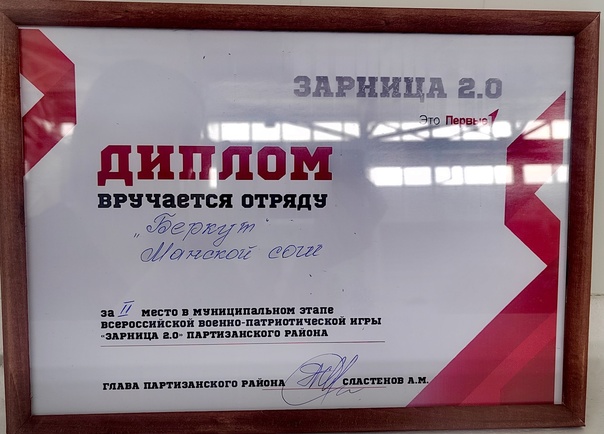 ЗАРНИЦА 2.0
Это Первые
ДИПЛОМ
ВРУЧАЕТСЯ ОТРЯДУ
„Беркут"
Манской сош
за II место в муниципальном этапе
Всероссийской военно-патриотической игры
«Зарница 2.0» Партизанского района
Глава Партизанского района Сластенов А.М.